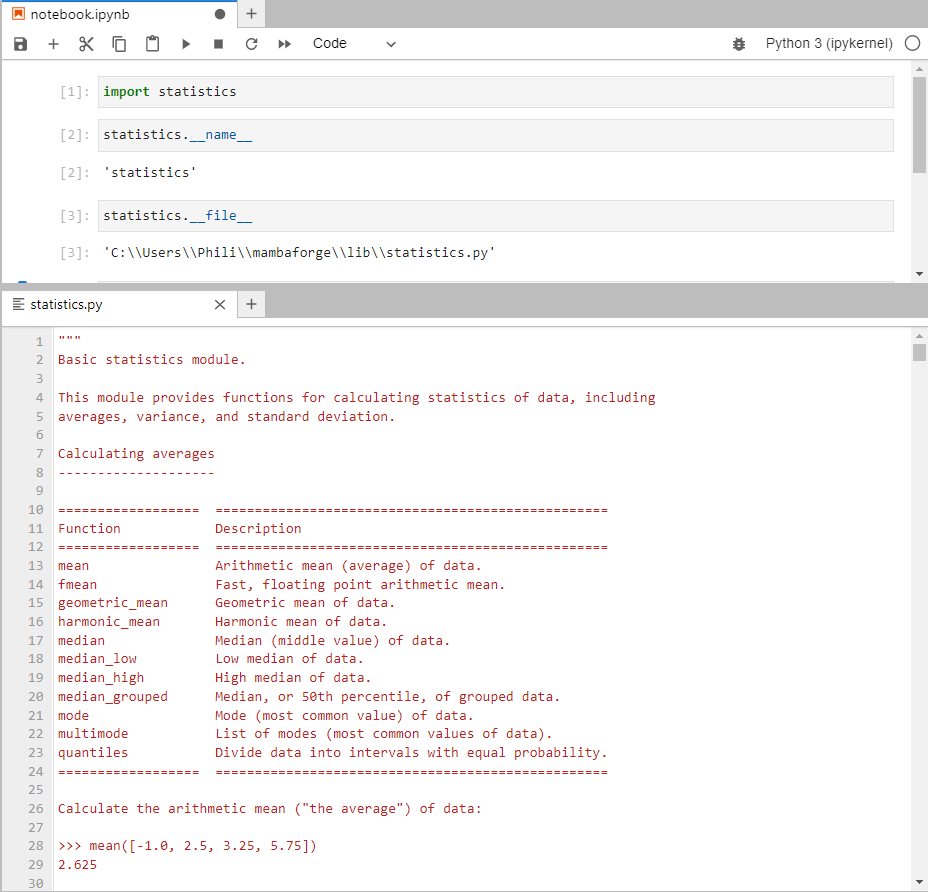 notebook.ipynb
Code
Python 3 (ipykernel)
[1]: import statistics
[2]: statistics.__name__
[2]: 'statistics'
[3]: statistics.__file__
[3]: 'C:\\Users\\Phili\\mambaforge\\lib\\statistics.py'
statistics.py
1 """
2 Basic statistics module.
3
4 This module provides functions for calculating statistics of data, including
5 averages, variance, and standard deviation.
6
7 Calculating averages
8 --------------------
9
10 ==================  ==================================================
11 Function            Description
12 ==================  ==================================================
13 mean                Arithmetic mean (average) of data.
14 fmean               Fast, floating point arithmetic mean.
15 geometric_mean      Geometric mean of data.
16 harmonic_mean       Harmonic mean of data.
17 median              Median (middle value) of data.
18 median_low          Low median of data.
19 median_high         High median of data.
20 median_grouped      Median, or 50th percentile, of grouped data.
21 mode                Mode (most common value) of data.
22 multimode           List of modes (most common values of data).
23 quantiles           Divide data into intervals with equal probability.
24 ==================  ==================================================
25
26 Calculate the arithmetic mean ("the average") of data:
27
28 >>> mean([-1.0, 2.5, 3.25, 5.75])
29 2.625
30